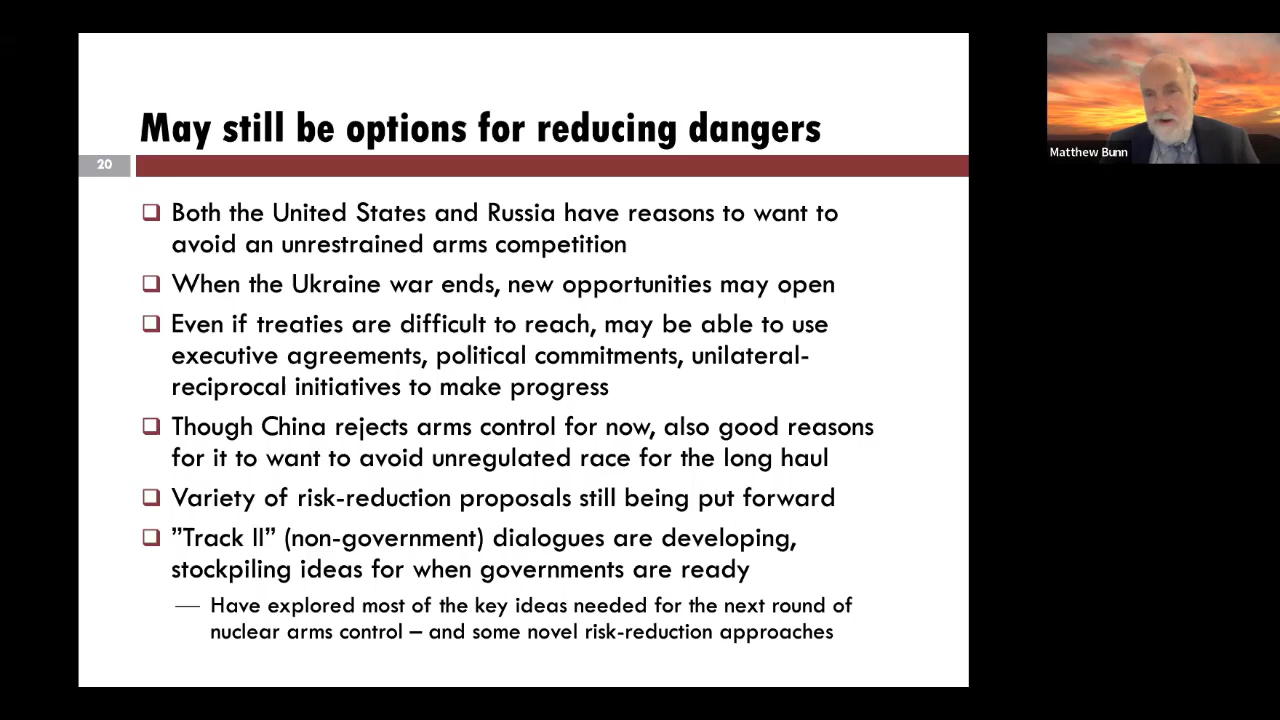 May still be options for reducing dangers
20
Both the United States and Russia have reasons to want to
avoid an unrestrained arms competition
When the Ukraine war ends, new opportunities may open
Even if treaties are difficult to reach, may be able to use
executive agreements, political commitments, unilateral-
reciprocal initiatives to make progress
Though China rejects arms control for now, also good reasons
for it to want to avoid unregulated race for the long haul
Variety of risk-reduction proposals still being put forward
”Track II” (non-government) dialogues are developing,
stockpiling ideas for when governments are ready
— Have explored most of the key ideas needed for the next round of
nuclear arms control – and some novel risk-reduction approaches
Matthew Bunn